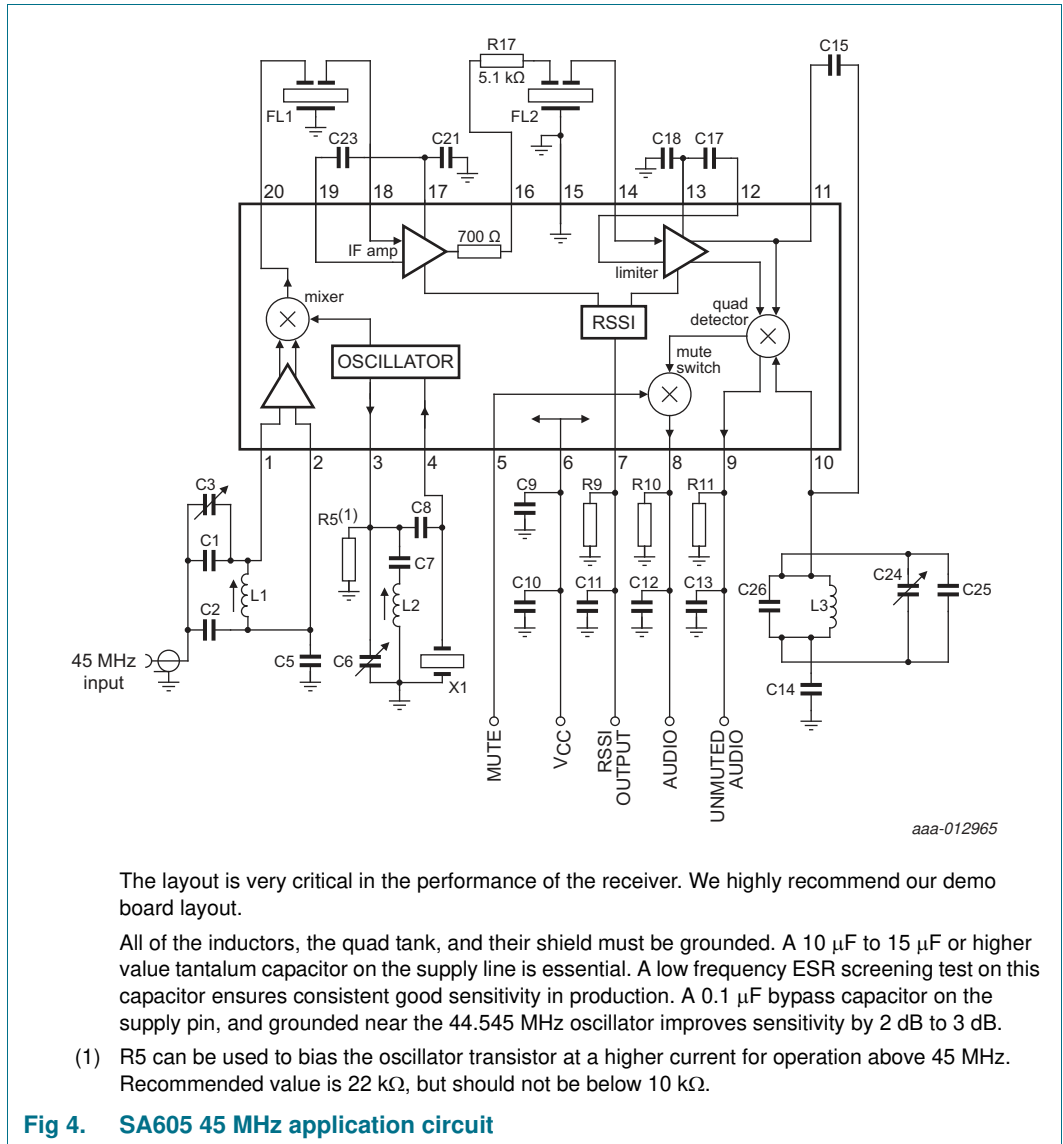 R17
C15
5.1 kΩ
FL1
FL2
C23
C21
C18
C17
20
19
18
17
16
15
14
13
12
11
700 Ω
IF amp
limiter
mixer
RSSI
quad
detector
OSCILLATOR
mute
switch
1
2
3
4
5
6
7
8
9
10
C3
R5(1)
C8
C9
R9
R10
R11
C1
C7
L1
L2
C2
C10
C11
C12
C13
C26
L3
C24
C25
45 MHz
input
C5
C6
X1
C14
MUTE
VCC
RSSI
OUTPUT
AUDIO
UNMUTED
AUDIO
aaa-012965
The layout is very critical in the performance of the receiver. We highly recommend our demo
board layout.
All of the inductors, the quad tank, and their shield must be grounded. A 10 μF to 15 μF or higher
value tantalum capacitor on the supply line is essential. A low frequency ESR screening test on this
capacitor ensures consistent good sensitivity in production. A 0.1 μF bypass capacitor on the
supply pin, and grounded near the 44.545 MHz oscillator improves sensitivity by 2 dB to 3 dB.
(1) R5 can be used to bias the oscillator transistor at a higher current for operation above 45 MHz.
Recommended value is 22 kΩ, but should not be below 10 kΩ.
Fig 4. SA605 45 MHz application circuit